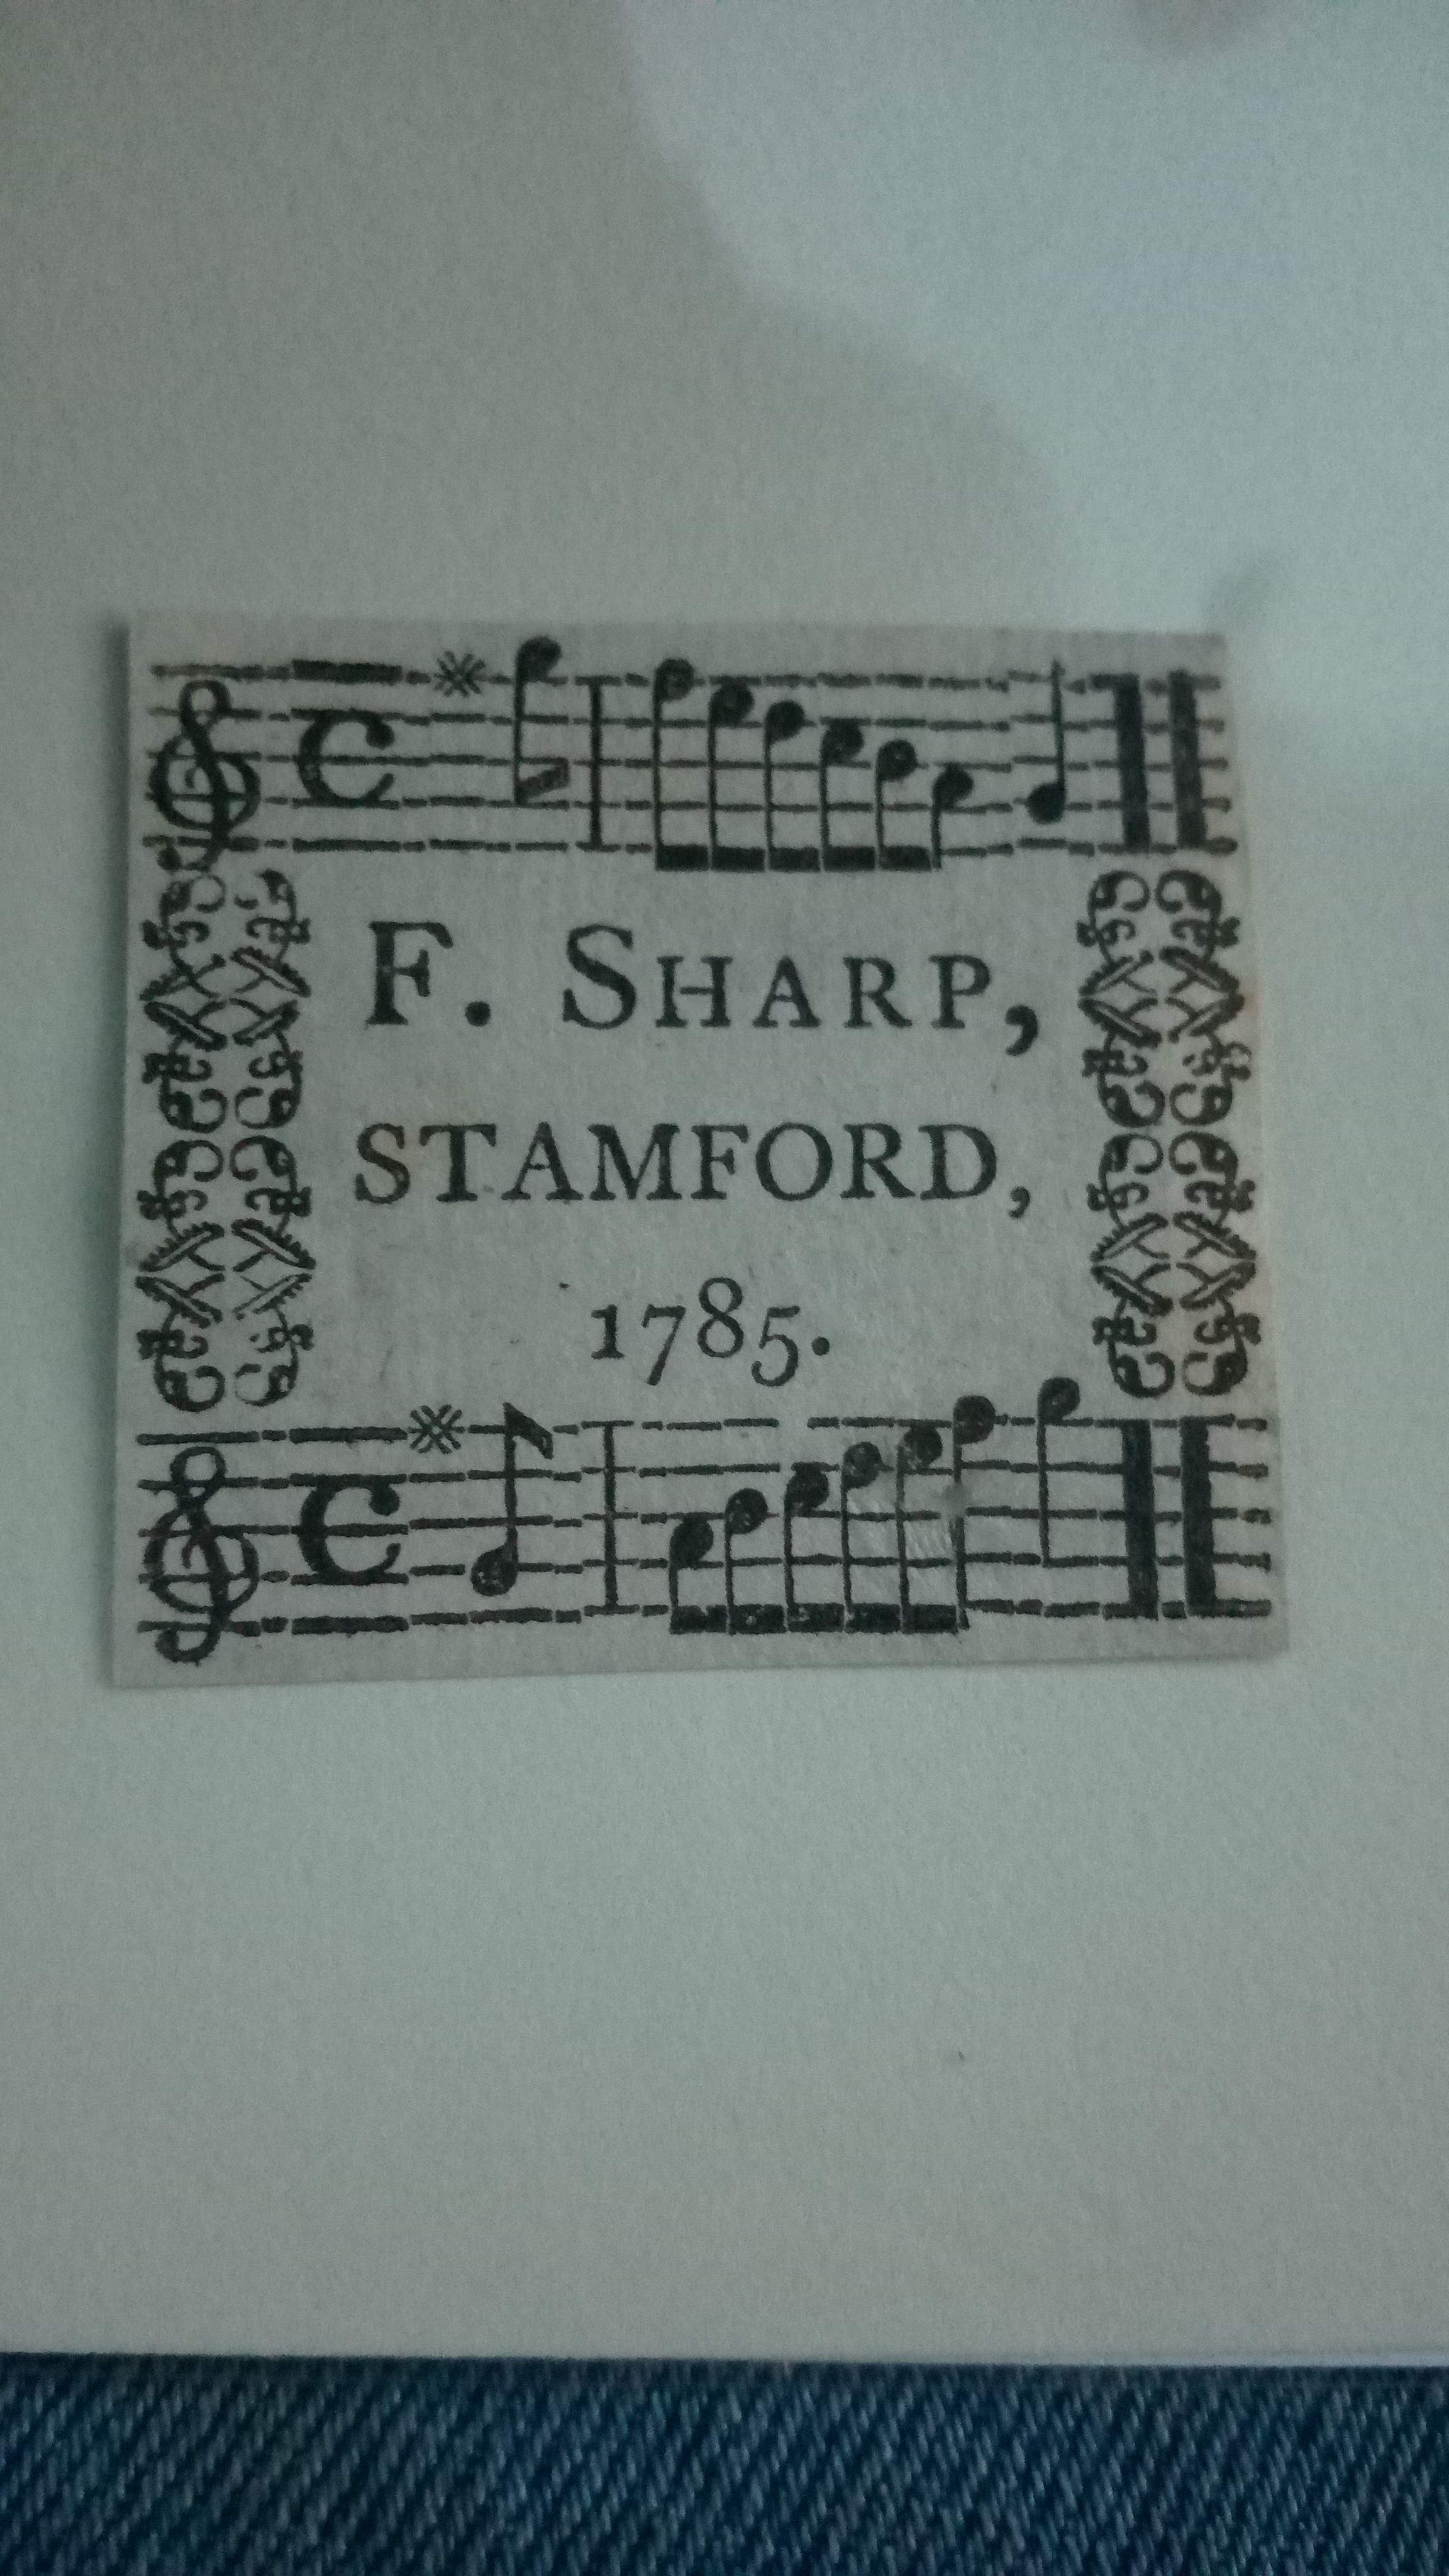 F. SHARP,
STAMFORD,
1785.